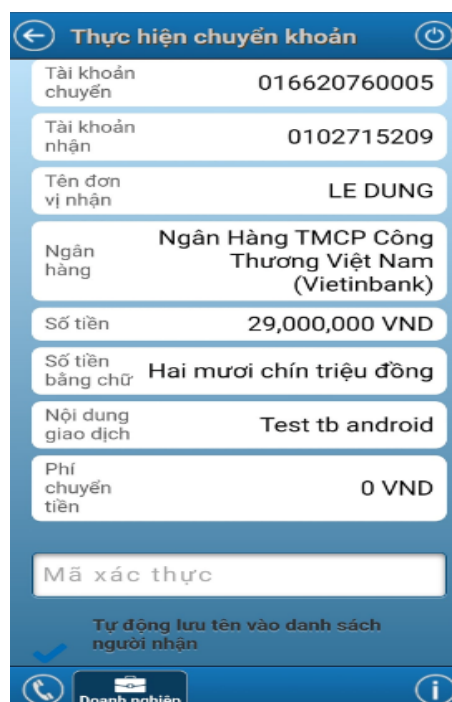 Thực hiện chuyển khoản
Tài khoản
chuyển
016620760005
Tài khoản
nhận
0102715209
Tên đơn
vị nhận
LE DUNG
Ngân
hàng
Ngân Hàng TMCP Công
Thương Việt Nam
(Vietinbank)
Số tiền
29,000,000 VND
Số tiền
bằng chữ
Hai mươi chín triệu đồng
Nội dung
giao dịch
Test tb android
Phí
chuyển
tiền
0 VND
Mã xác thực
Tự động lưu tên vào danh sách
người nhận
Doanh nghiệp